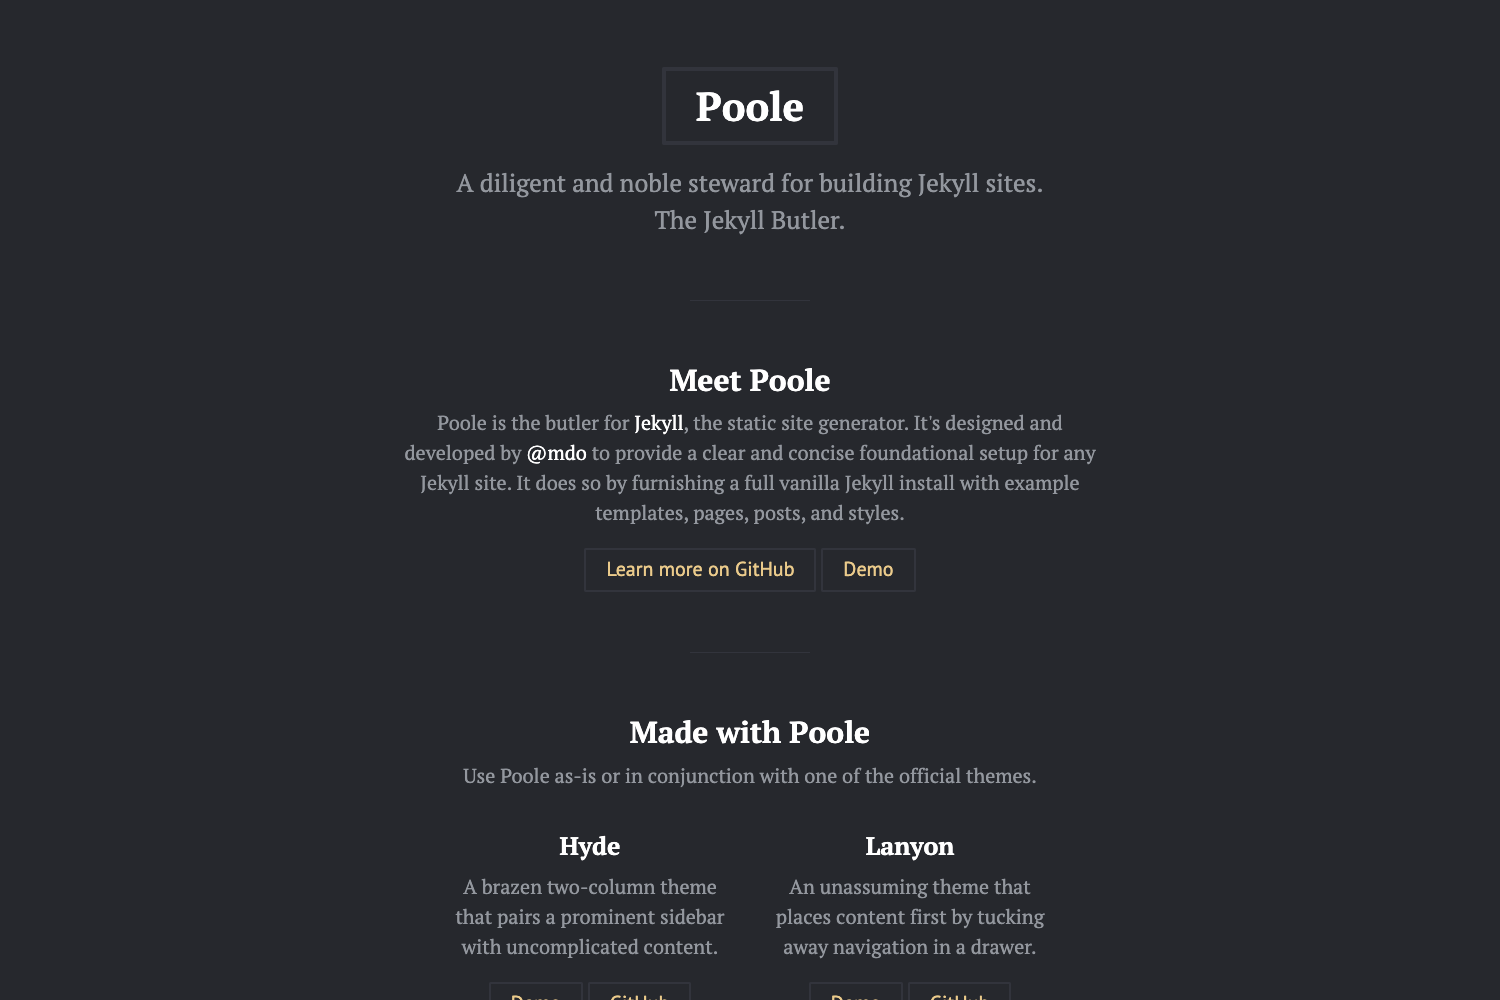 Poole
A diligent and noble steward for building Jekyll sites.
The Jekyll Butler.
Meet Poole
Poole is the butler for Jekyll, the static site generator. It's designed and
developed by @mdo to provide a clear and concise foundational setup for any
Jekyll site. It does so by furnishing a full vanilla Jekyll install with example
templates, pages, posts, and styles.
Learn more on GitHub
Demo
Made with Poole
Use Poole as-is or in conjunction with one of the official themes.
Hyde
A brazen two-column theme
that pairs a prominent sidebar
with uncomplicated content.
Demo
GitHub
Lanyon
An unassuming theme that
places content first by tucking
away navigation in a drawer.
Demo
GitHub